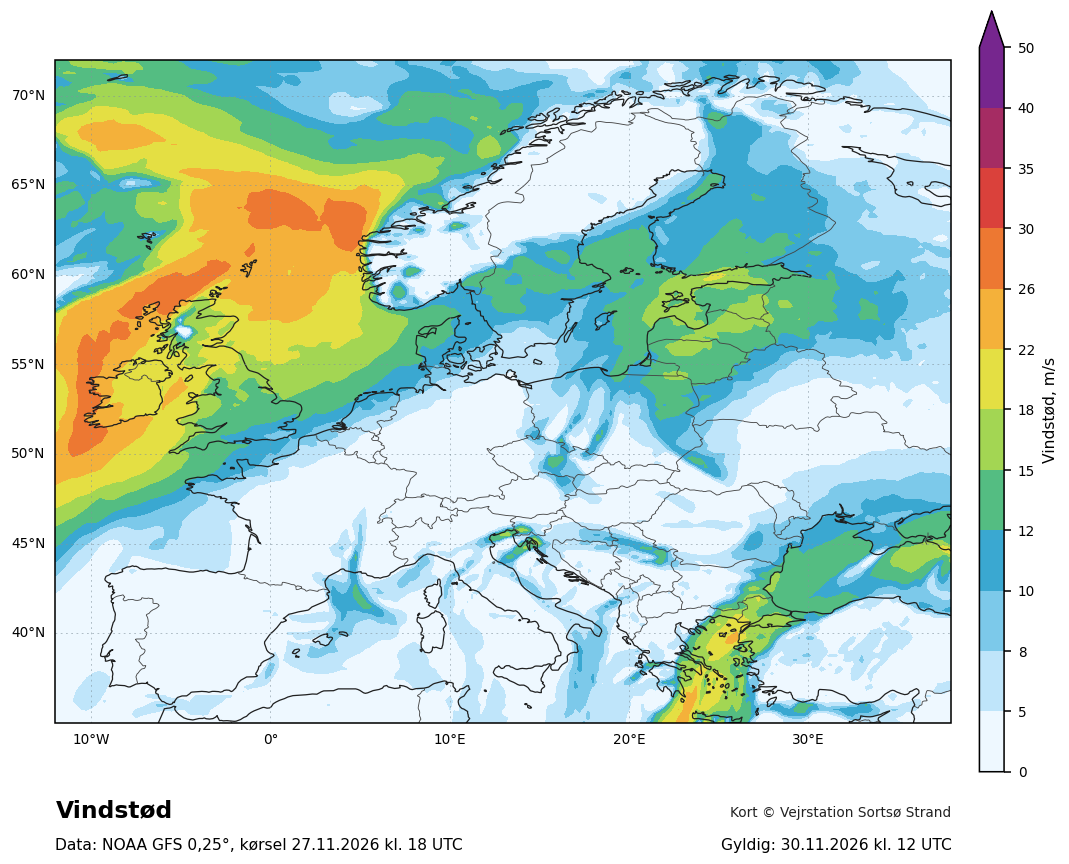 50
40
35
30
26
22
18
15
12
10
8
5
0
Vindstød, m/s
70°N
65°N
60°N
55°N
50°N
45°N
40°N
10°W
0°
10°E
20°E
30°E
Vindstød
Kort © Vejrstation Sortsø Strand
Data: NOAA GFS 0,25°, kørsel 27.11.2026 kl. 18 UTC
Gyldig: 30.11.2026 kl. 12 UTC